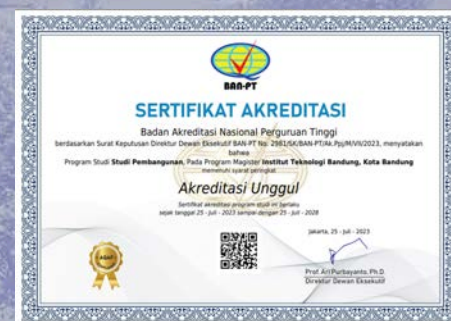 BAN-PT
SERTIFIKAT AKREDITASI
Badan Akreditasi Nasional Perguruan Tinggi
berdasarkan Surat Keputusan Direktur Dewan Eksekutif BAN-PT No. 2981/SK/BAN-PT/Ak.Ppj/M/VII/2023, menyatakan
bahwa
Program Studi Studi Pembangunan, Pada Program Magister Institut Teknologi Bandung, Kota Bandung
memenuhi syarat peringkat
Akreditasi Unggul
Sertifikat akreditasi program studi ini berlaku
sejak tanggal 25 - Juli - 2023 sampai dengan 25 - Juli - 2028
Jakarta, 25 - Juli - 2023
Prof. Ari Purbayanto, Ph.D
Direktur Dewan Eksekutif